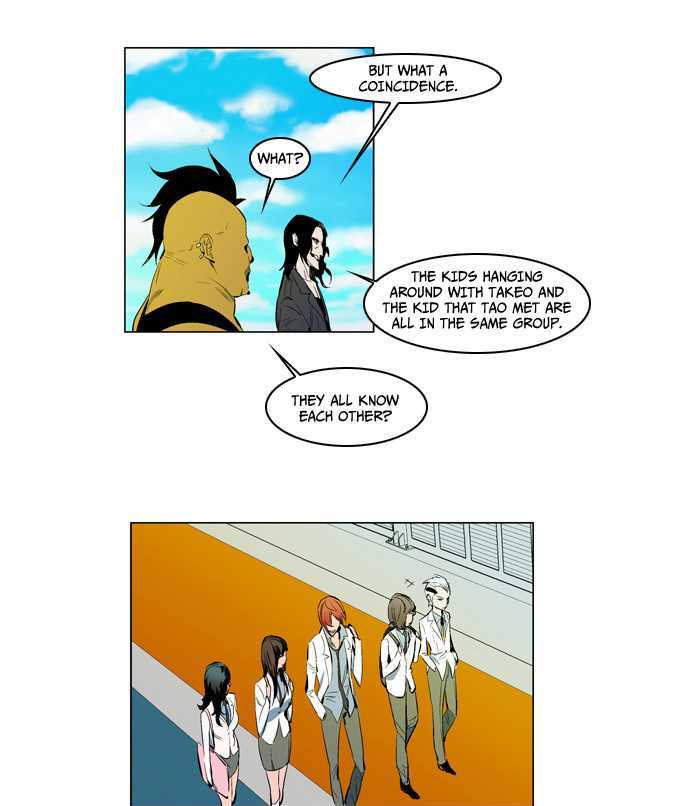 BUT WHAT A
COINCIDENCE.
WHAT?
THE KIDS HANGING
AROUND WITH TAKEO AND
THE KID THAT TAO MET ARE
ALL IN THE SAME GROUP.
THEY ALL KNOW
EACH OTHER?